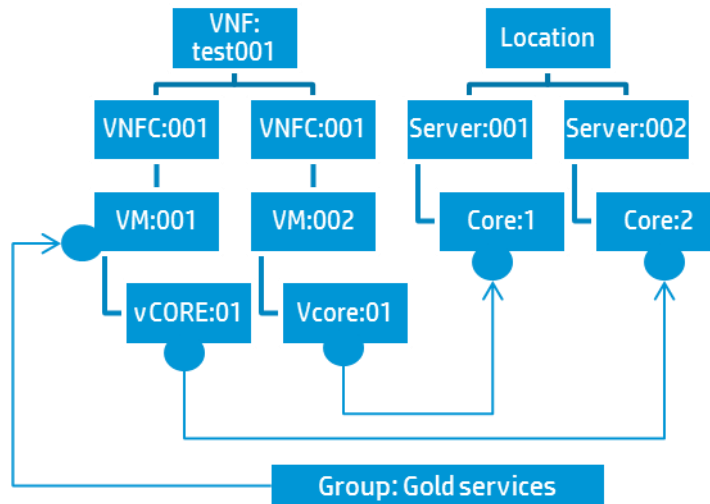 VNF:
test001
Location
VNFC:001
VNFC:001
Server:001
Server:002
VM:001
VM:002
Core:1
Core:2
vCORE:01
Vcore:01
Group: Gold services